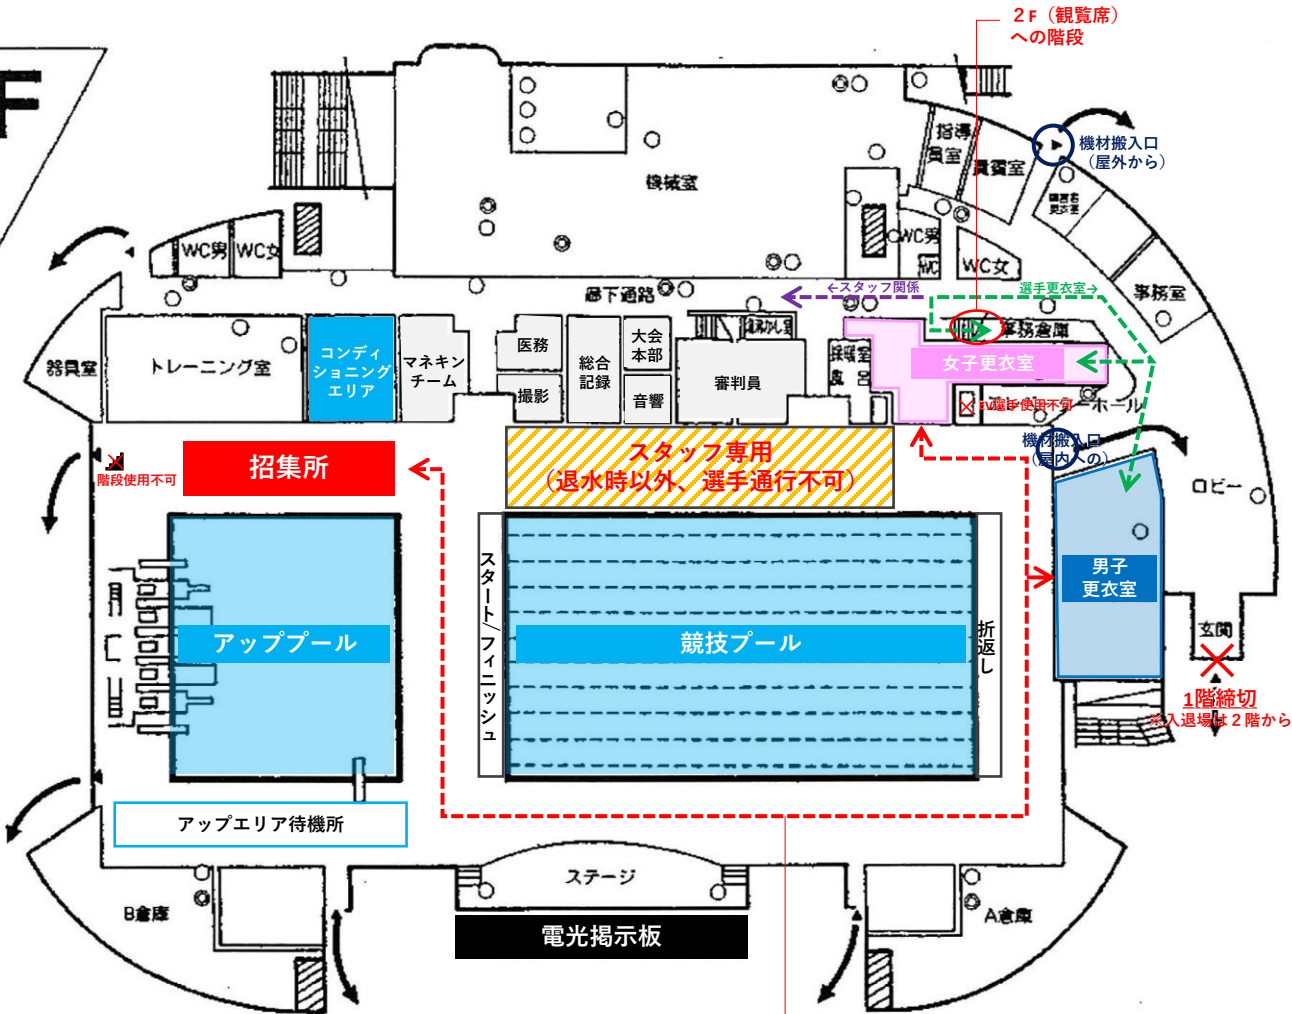 2F（観覧席）
への階段
F
指導
員室
貴賓室
機材搬入口
（屋外から）
機械室
障害者
更衣室
WC男
WC女
WC男
WC
WC女
事務室
廊下通路
←スタッフ関係
選手更衣室→
器具室
トレーニング室
コンディ
ショニング
エリア
マネキン
チーム
医務
撮影
総合
記録
大会
本部
音響
審判員
採暖室
事務倉庫
女子更衣室
EV選手使用不可
ーホール
機材搬入口
（屋内への）
階段使用不可
招集所
スタッフ専用
（退水時以外、選手通行不可）
ロビー
スタート/フィニッシュ
アッププール
競技プール
折返し
男子
更衣室
玄関
1階締切
※入退場は２階から
アップエリア待機所
ステージ
B倉庫
A倉庫
電光掲示板